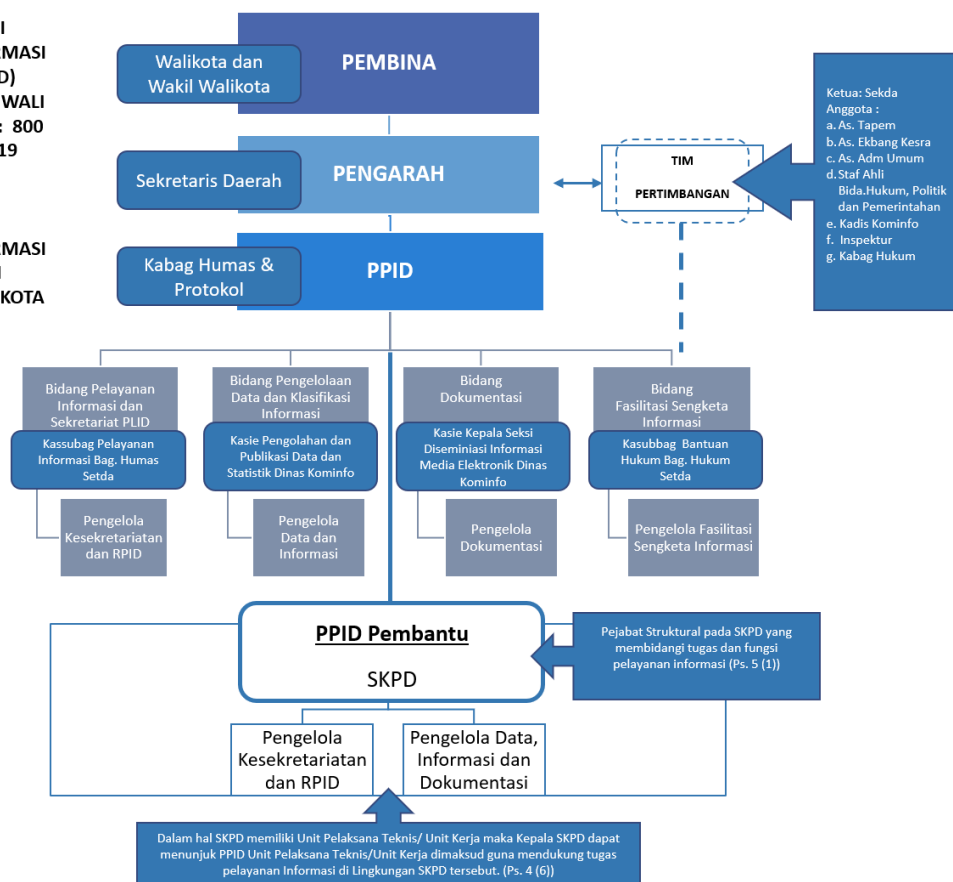 I
RMASI
D)
WALI
: 800
19
RMASI
I
KOTA
Walikota dan
Wakil Walikota
PEMBINA
Sekretaris Daerah
PENGARAH
TIM
PERTIMBANGAN
Ketua: Sekda
Anggota :
a. As. Tapem
b. As. Ekbang Kesra
c. As. Adm Umum
d. Staf Ahli
Bida.Hukum, Politik
dan Pemerintahan
e. Kadis Kominfo
f. Inspektur
g. Kabag Hukum
Kabag Humas &
Protokol
PPID
Bidang Pelayanan
Informasi dan
Sekretariat PLID
Kassubag Pelayanan
Informasi Bag. Humas
Setda
Pengelola
Kesekretariatan
dan RPID
Bidang Pengelolaan
Data dan Klasifikasi
Informasi
Kasie Pengolahan dan
Publikasi Data dan
Statistik Dinas Kominfo
Pengelola
Data dan
Informasi
Bidang
Dokumentasi
Kasie Kepala Seksi
Diseminiasi Informasi
Media Elektronik Dinas
Kominfo
Pengelola
Dokumentasi
Bidang
Fasilitasi Sengketa
Informasi
Kasubbag Bantuan
Hukum Bag. Hukum
Setda
Pengelola Fasilitasi
Sengketa Informasi
PPID Pembantu
SKPD
Pejabat Struktural pada SKPD yang
membidangi tugas dan fungsi
pelayanan informasi (Ps. 5 (1))
Pengelola
Kesekretariatan
dan RPID
Pengelola Data,
Informasi dan
Dokumentasi
Dalam hal SKPD memiliki Unit Pelaksana Teknis/ Unit Kerja maka Kepala SKPD dapat
menunjuk PPID Unit Pelaksana Teknis/Unit Kerja dimaksud guna mendukung tugas
pelayanan Informasi di Lingkungan SKPD tersebut. (Ps. 4 (6))